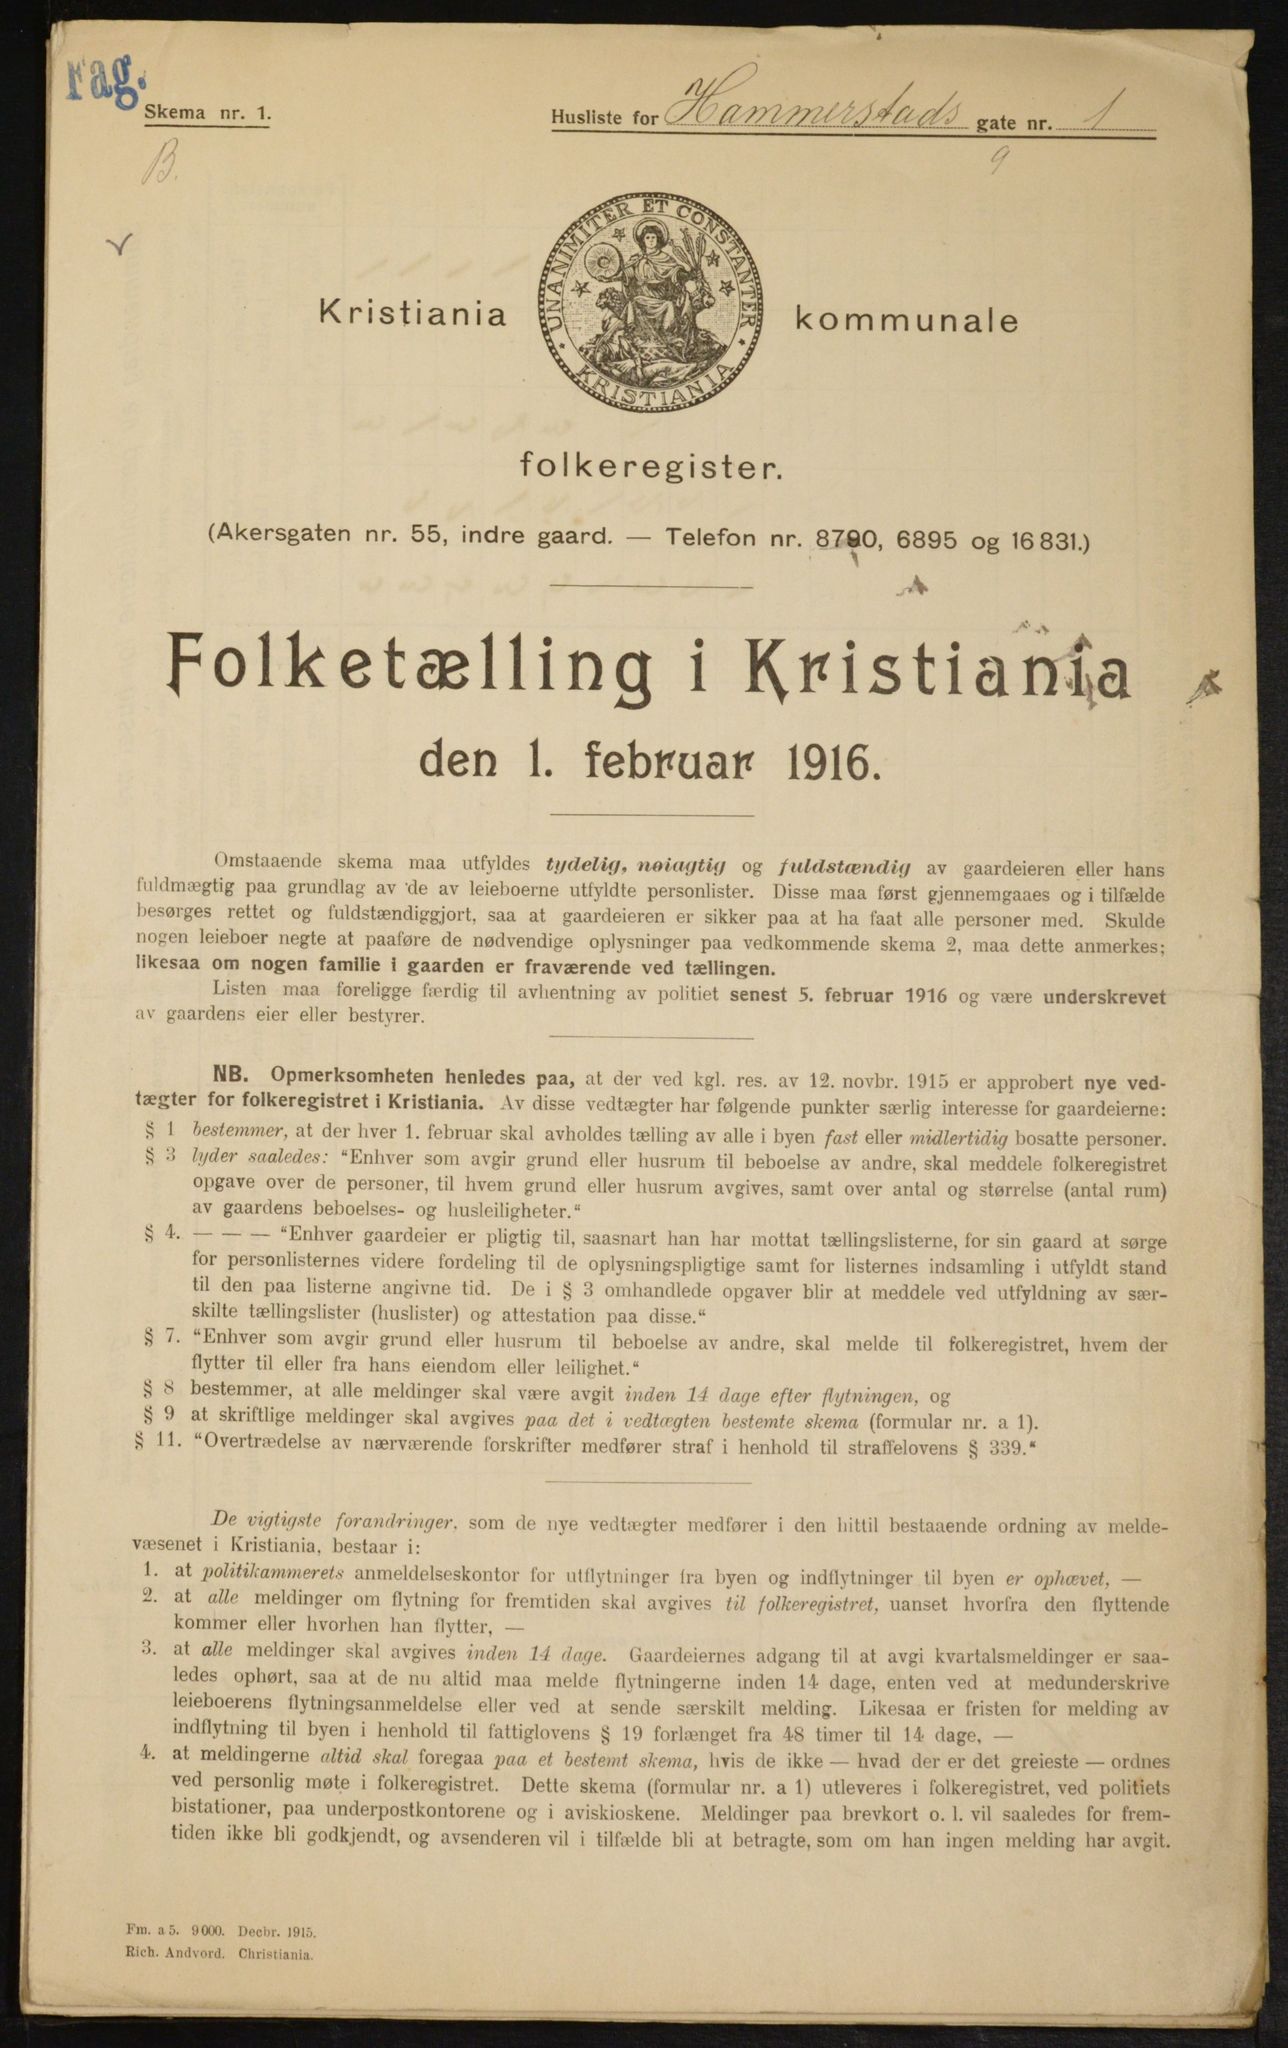 Fag.
Skema nr. 1.
Husliste for Hammerstads gate nr. 1
9
B.
UNANIMITER ET CONSTANTER
KRISTIANIA
Kristiania kommunale
folkeregister.
(Akersgaten nr. 55, indre gaard. — Telefon nr. 8790, 6895 og 16 831.)
Folketælling i Kristiania
den 1. februar 1916.
Omstaaende skema maa utfyldes tydelig, nøiagtig og fuldstændig av gaardeieren eller hans
fuldmægtig paa grundlag av de av leieboerne utfyldte personlister. Disse maa først gjennemgaaes og i tilfælde
besørges rettet og fuldstændiggjort, saa at gaardeieren er sikker paa at ha faat alle personer med. Skulde
nogen leieboer negte at paaføre de nødvendige oplysninger paa vedkommende skema 2, maa dette anmerkes;
likesaa om nogen familie i gaarden er fraværende ved tællingen.
Listen maa foreligge færdig til avhentning av politiet senest 5. februar 1916 og være underskrevet
av gaardens eier eller bestyrer.
NB. Opmerksomheten henledes paa, at der ved kgl. res. av 12. novbr. 1915 er approbert nye ved-
tægter for folkeregistret i Kristiania. Av disse vedtægter har følgende punkter særlig interesse for gaardeierne:
§ 1 bestemmer, at der hver 1. februar skal avholdes tælling av alle i byen fast eller midlertidig bosatte personer.
§ 3 lyder saaledes: “Enhver som avgir grund eller husrum til beboelse av andre, skal meddele folkeregistret
opgave over de personer, til hvem grund eller husrum avgives, samt over antal og størrelse (antal rum)
av gaardens beboelses- og husleiligheter.“
§ 4. — — — “Enhver gaardeier er pligtig til, saasnart han har mottat tællingslisterne, for sin gaard at sørge
for personlisternes videre fordeling til de oplysningspligtige samt for listernes indsamling i utfyldt stand
til den paa listerne angivne tid. De i § 3 omhandlede opgaver blir at meddele ved utfyldning av sær-
skilte tællingslister (huslister) og attestation paa disse.“
§ 7. “Enhver som avgir grund eller husrum til beboelse av andre, skal melde til folkeregistret, hvem der
flytter til eller fra hans eiendom eller leilighet.“
§ 8 bestemmer, at alle meldinger skal være avgit inden 14 dage efter flytningen, og
§ 9 at skriftlige meldinger skal avgives paa det i vedtægten bestemte skema (formular nr. a 1).
§ 11. “Overtrædelse av nærværende forskrifter medfører straf i henhold til straffelovens § 339.“
De vigtigste forandringer, som de nye vedtægter medfører i den hittil bestaaende ordning av melde-
væsenet i Kristiania, bestaar i:
1. at politikammerets anmeldelseskontor for utflytninger fra byen og indflytninger til byen er ophævet, —
2. at alle meldinger om flytning for fremtiden skal avgives til folkeregistret, uanset hvorfra den flyttende
kommer eller hvorhen han flytter, —
3. at alle meldinger skal avgives inden 14 dage. Gaardeiernes adgang til at avgi kvartalsmeldinger er saa-
ledes ophørt, saa at de nu altid maa melde flytningerne inden 14 dage, enten ved at medunderskrive
leieboerens flytningsanmeldelse eller ved at sende særskilt melding. Likesaa er fristen for melding av
indflytning til byen i henhold til fattiglovens § 19 forlænget fra 48 timer til 14 dage, —
4. at meldingerne altid skal foregaa paa et bestemt skema, hvis de ikke — hvad der er det greieste — ordnes
ved personlig møte i folkeregistret. Dette skema (formular nr. a 1) utleveres i folkeregistret, ved politiets
bistationer, paa underpostkontorene og i aviskioskene. Meldinger paa brevkort o. l. vil saaledes for frem-
tiden ikke bli godkjendt, og avsenderen vil i tilfælde bli at betragte, som om han ingen melding har avgit.
Fm. a 5. 9 000. Decbr. 1915.
Rich. Andvord. Christiania.